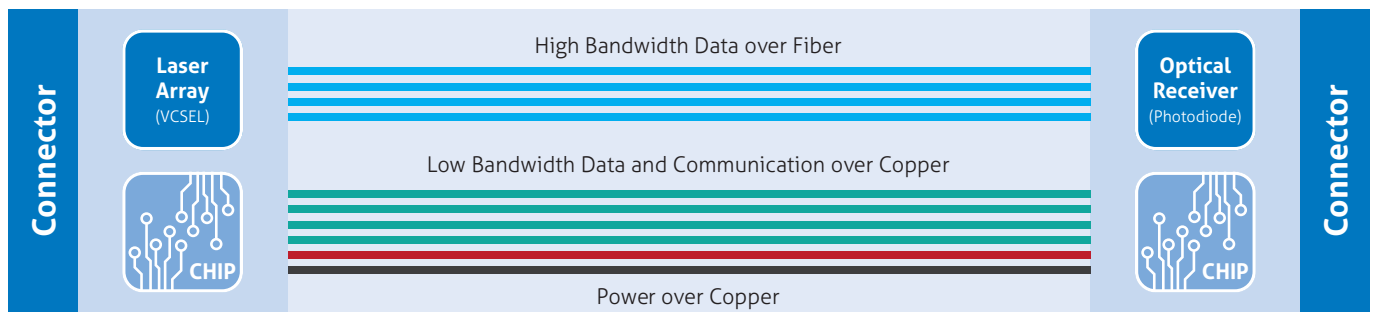 Connector
Laser
Array
(VCSEL)
CHIP
High Bandwidth Data over Fiber
Low Bandwidth Data and Communication over Copper
Power over Copper
Optical
Receiver
(Photodiode)
CHIP
Connector